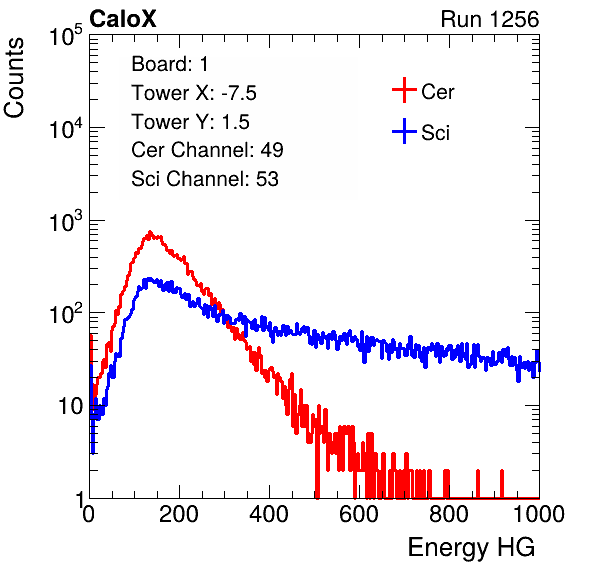 CaloX Run 1256
Board: 1
Tower X: -7.5
Tower Y: 1.5
Cer Channel: 49
Sci Channel: 53
Cer
Sci
Counts
10^5
10^4
10^3
10^2
10
1
0 200 400 600 800 1000
Energy HG